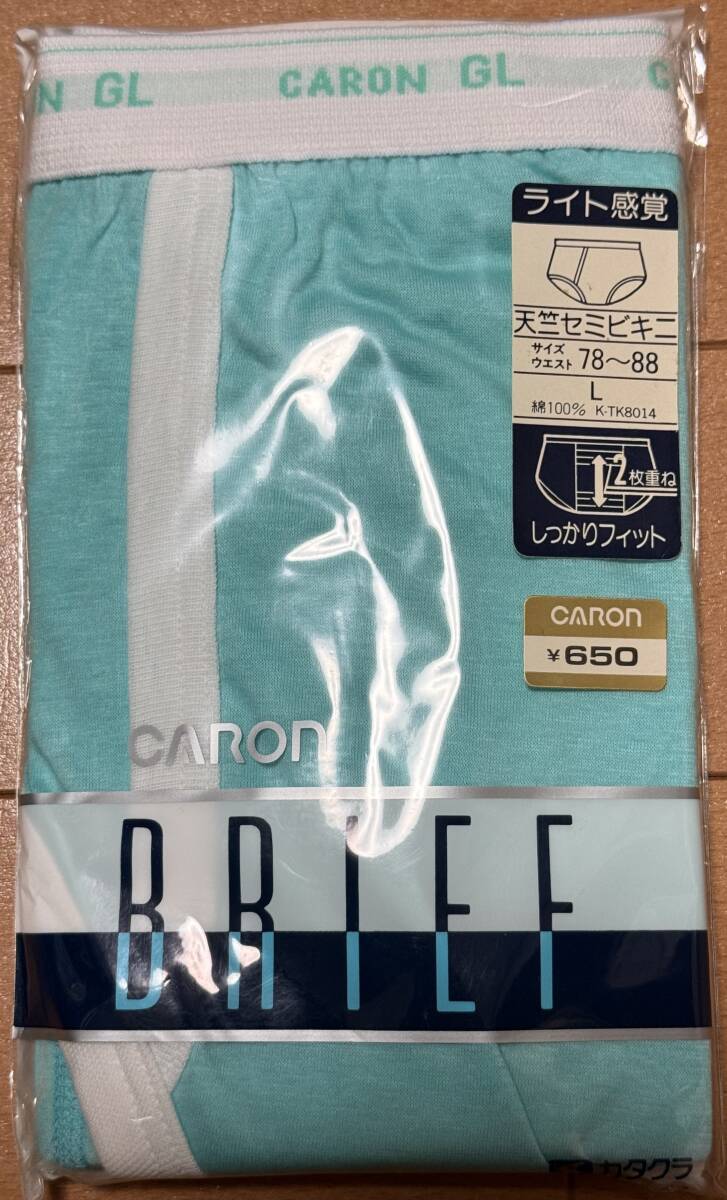 N GL CARON GL C
ライト感覚
天竺セミビキニ
サイズ
ウエスト 78〜88
L
綿100% K-TK8014
2枚重ね
しっかりフィット
CARON
¥650
CARON
BRIEF
カタクラ